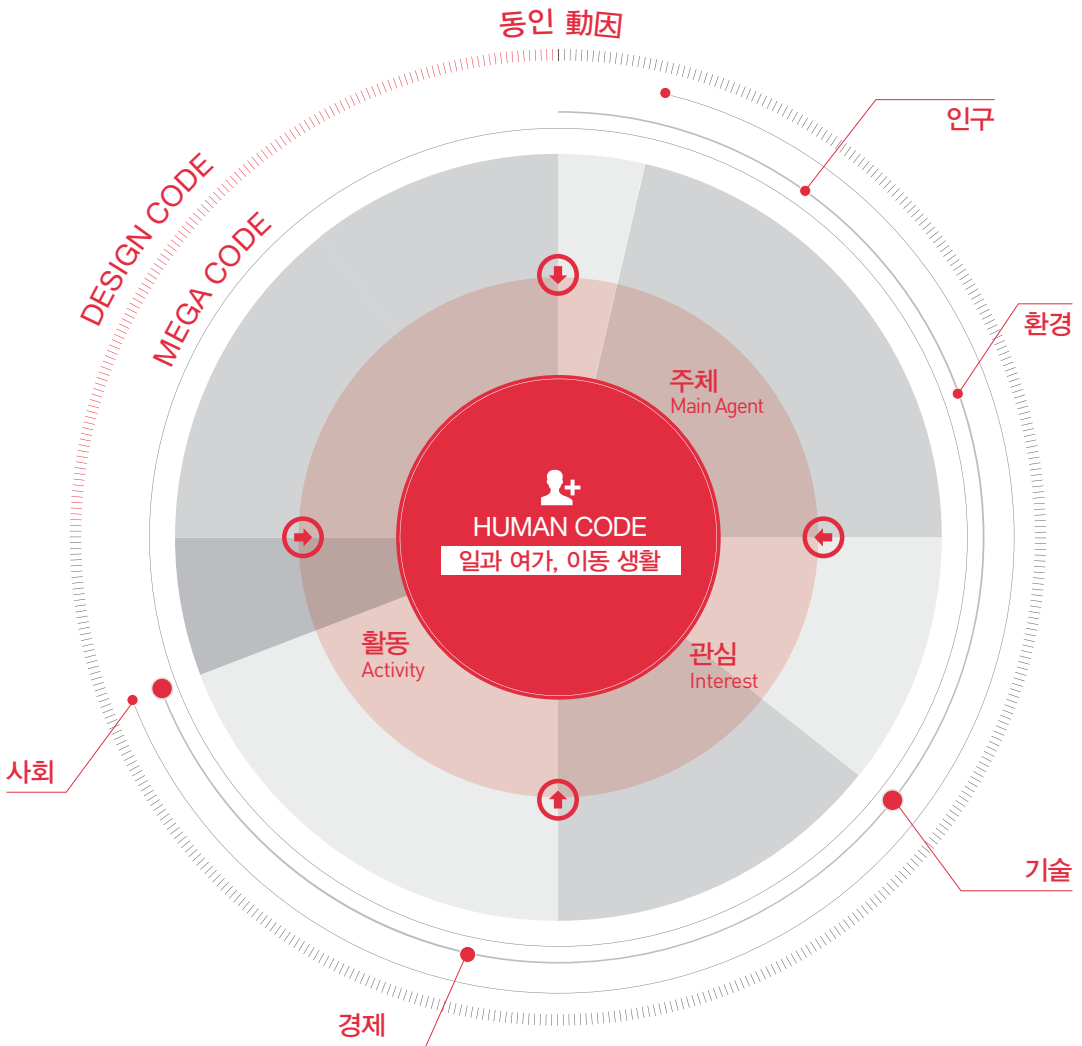 동인 動因
인구
DESIGN CODE
MEGA CODE
환경
주체
Main Agent
HUMAN CODE
일과 여가, 이동 생활
활동
Activity
관심
Interest
사회
기술
경제